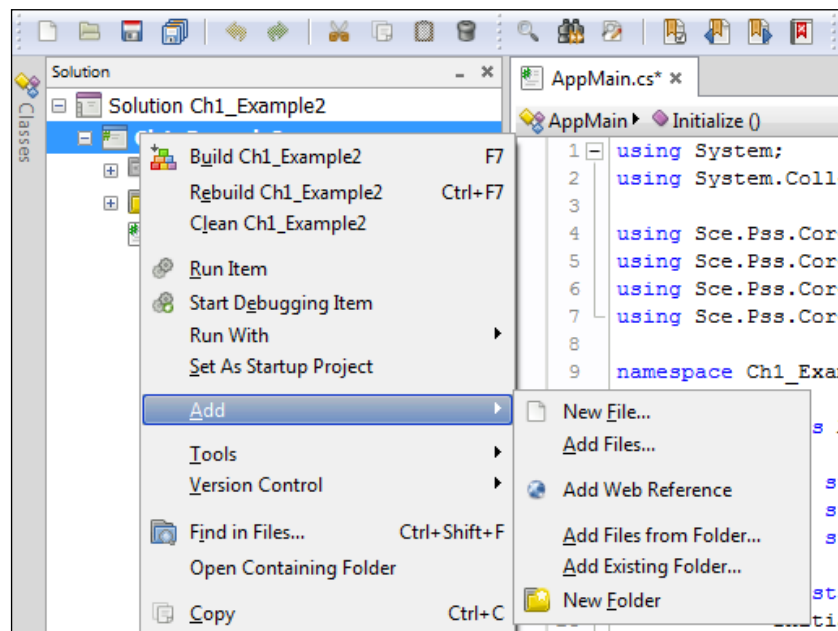 Solution
Classes
Solution Ch1_Example2
Build Ch1_Example2 F7
Rebuild Ch1_Example2 Ctrl+F7
Clean Ch1_Example2
Run Item
Start Debugging Item
Run With
Set As Startup Project
Add
Tools
Version Control
Find in Files... Ctrl+Shift+F
Open Containing Folder
Copy Ctrl+C
New File...
Add Files...
Add Web Reference
Add Files from Folder...
Add Existing Folder...
New Folder
AppMain.cs*
AppMain Initialize ()
1 using System;
2 using System.Coll
3
4 using Sce.Pss.Cor
5 using Sce.Pss.Cor
6 using Sce.Pss.Cor
7 using Sce.Pss.Cor
8
9 namespace Ch1_Exa
s
s
s
s
st